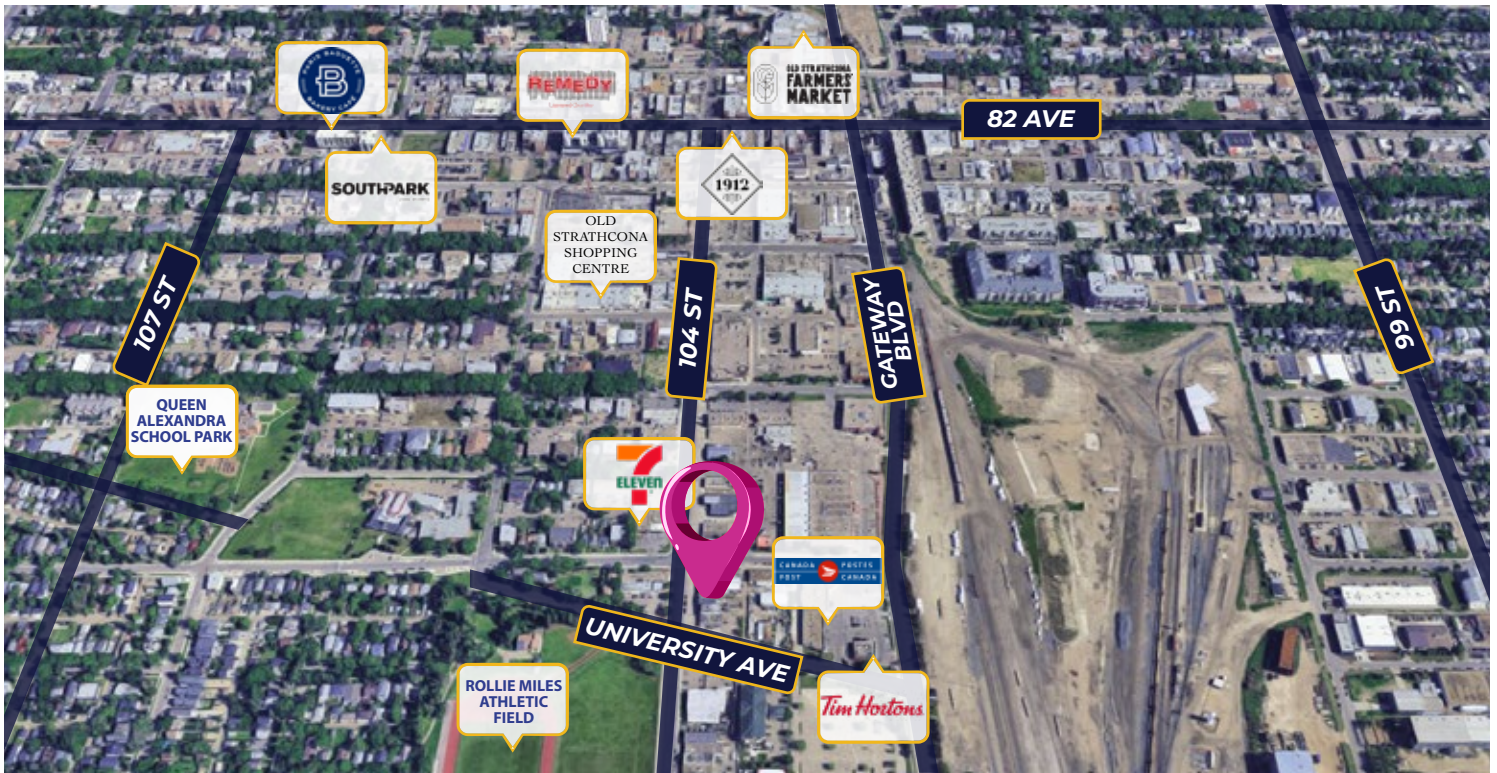 PARIS BAGUETTE
B
BAKERY CAFÉ
REMEDY
OLD STRATHCONA
FARMERS'
MARKET
82 AVE
SOUTHPARK
1912
OLD
STRATHCONA
SHOPPING
CENTRE
107 ST
104 ST
GATEWAY
BLVD
99 ST
QUEEN
ALEXANDRA
SCHOOL PARK
7
ELEVEN
CANADA POSTES
POST CANADA
UNIVERSITY AVE
ROLLIE MILES
ATHLETIC
FIELD
Tim Hortons